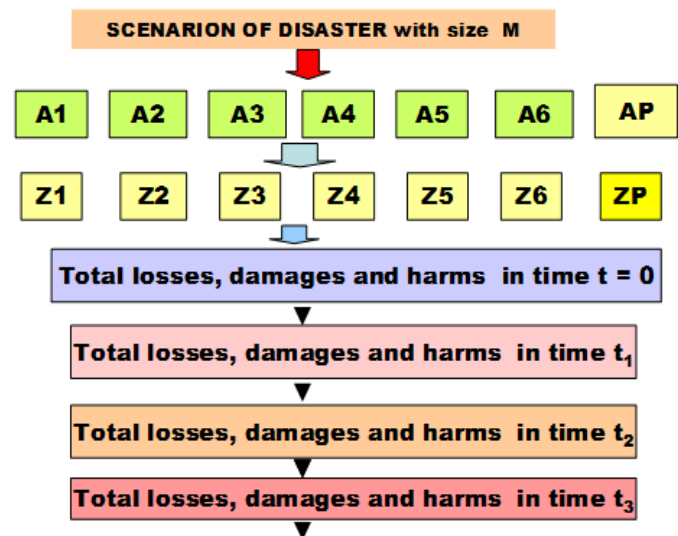 SCENARION OF DISASTER with size M
A1 A2 A3 A4 A5 A6 AP
Z1 Z2 Z3 Z4 Z5 Z6 ZP
Total losses, damages and harms in time t = 0
Total losses, damages and harms in time t₁
Total losses, damages and harms in time t₂
Total losses, damages and harms in time t₃